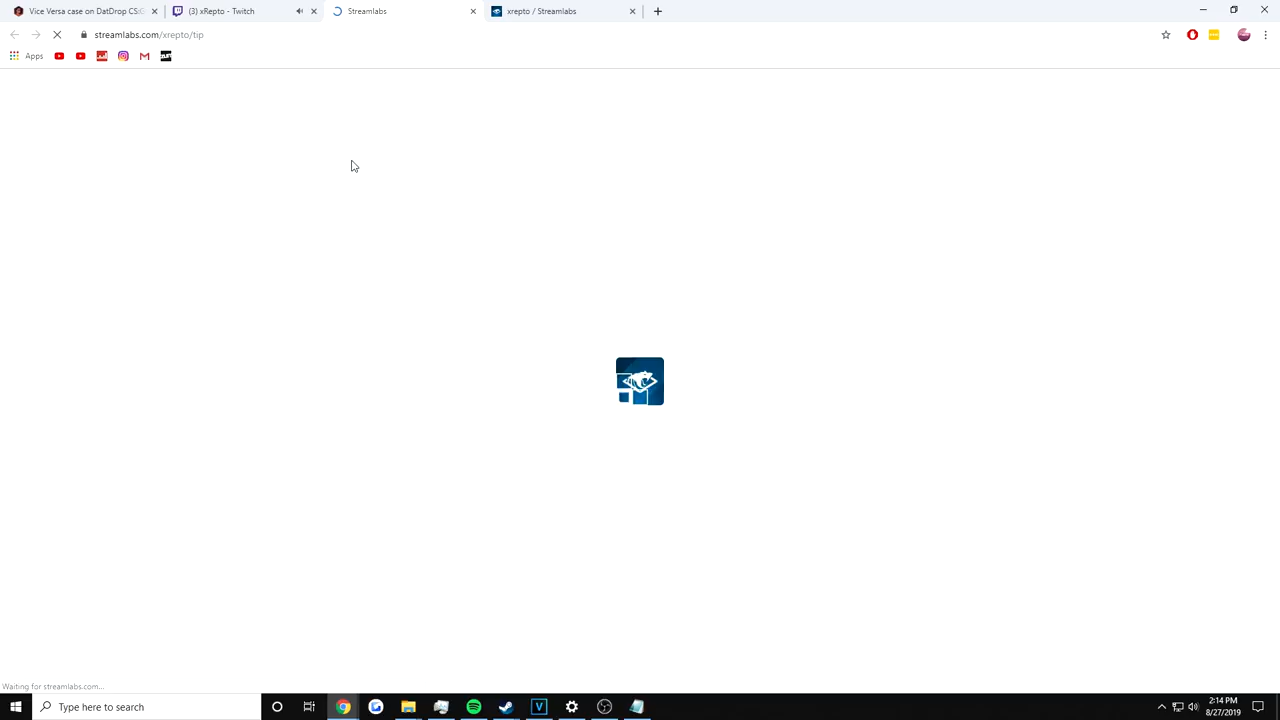 Vice Versa case on DatDrop CS:G
(3) xRepto - Twitch
Streamlabs
xrepto / Streamlabs
streamlabs.com/xrepto/tip
Apps
Waiting for streamlabs.com...
Type here to search
2:14 PM
8/27/2019